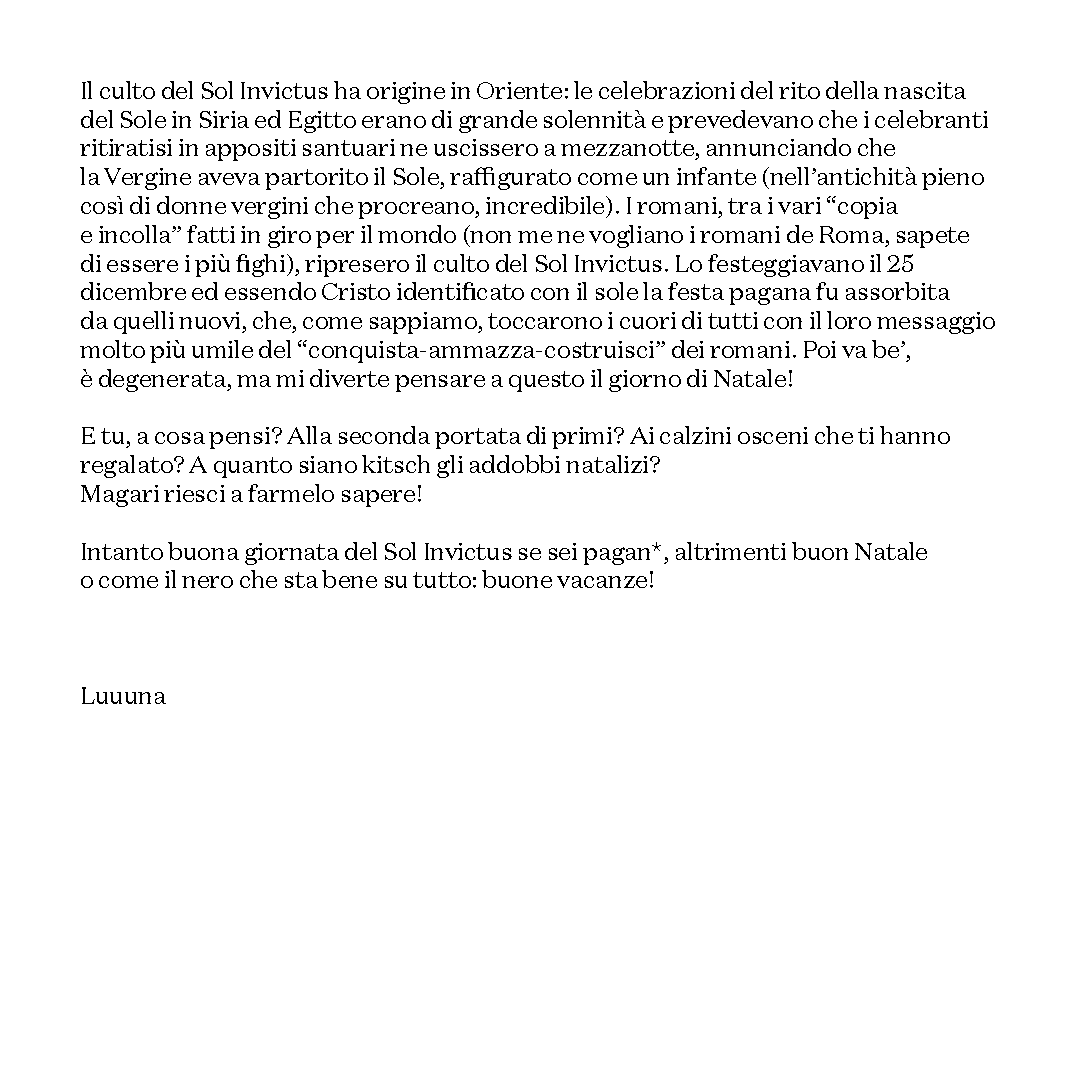 Il culto del Sol Invictus ha origine in Oriente: le celebrazioni del rito della nascita
del Sole in Siria ed Egitto erano di grande solennità e prevedevano che i celebranti
ritiratisi in appositi santuari ne uscissero a mezzanotte, annunciando che
la Vergine aveva partorito il Sole, raffigurato come un infante (nell’antichità pieno
così di donne vergini che procreano, incredibile). I romani, tra i vari “copia
e incolla” fatti in giro per il mondo (non me ne vogliano i romani de Roma, sapete
di essere i più fighi), ripresero il culto del Sol Invictus. Lo festeggiavano il 25
dicembre ed essendo Cristo identificato con il sole la festa pagana fu assorbita
da quelli nuovi, che, come sappiamo, toccarono i cuori di tutti con il loro messaggio
molto più umile del “conquista-ammazza-costruisci” dei romani. Poi va be’,
è degenerata, ma mi diverte pensare a questo il giorno di Natale!
E tu, a cosa pensi? Alla seconda portata di primi? Ai calzini osceni che ti hanno
regalato? A quanto siano kitsch gli addobbi natalizi?
Magari riesci a farmelo sapere!
Intanto buona giornata del Sol Invictus se sei pagan*, altrimenti buon Natale
o come il nero che sta bene su tutto: buone vacanze!
Luuuna